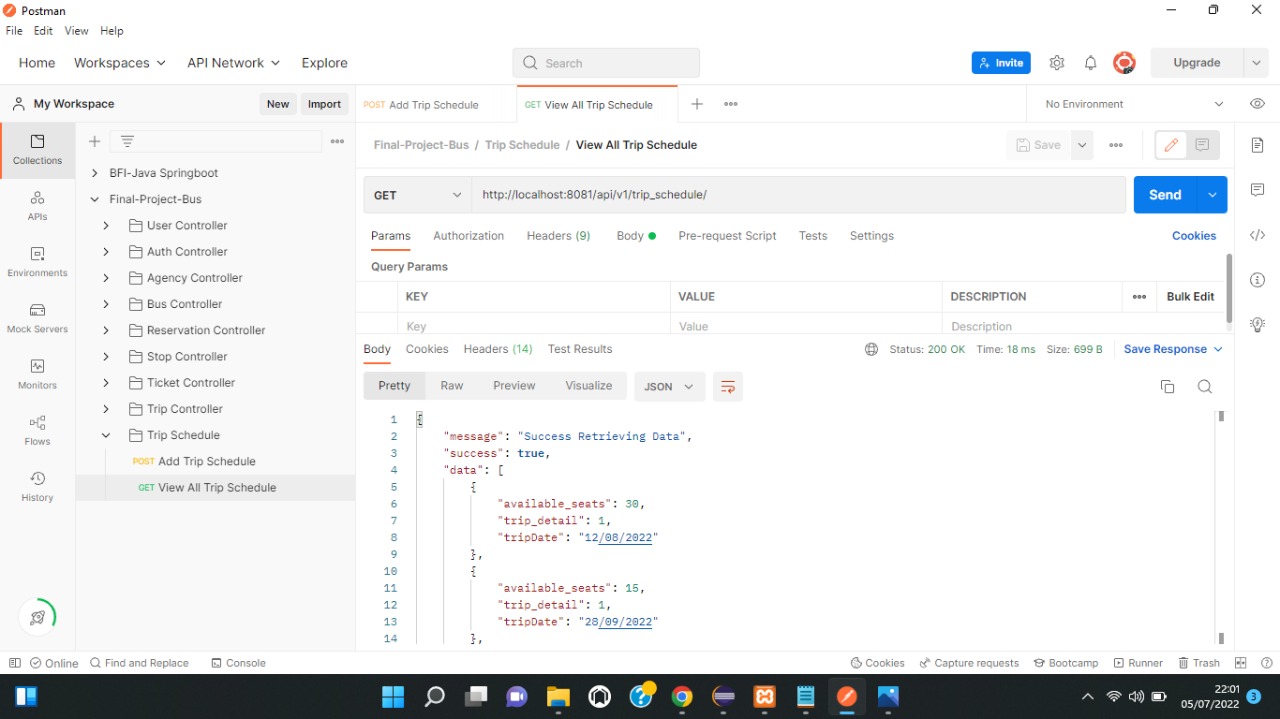 Postman
File Edit View Help
Home Workspaces API Network Explore Search Invite Upgrade
My Workspace New Import POST Add Trip Schedule GET View All Trip Schedule No Environment
Collections
APIs
Environments
Mock Servers
Monitors
Flows
History
BFI-Java Springboot
Final-Project-Bus
User Controller
Auth Controller
Agency Controller
Bus Controller
Reservation Controller
Stop Controller
Ticket Controller
Trip Controller
Trip Schedule
POST Add Trip Schedule
GET View All Trip Schedule
Final-Project-Bus / Trip Schedule / View All Trip Schedule Save
GET http://localhost:8081/api/v1/trip_schedule/ Send
Params Authorization Headers (9) Body Pre-request Script Tests Settings Cookies
Query Params
KEY VALUE DESCRIPTION Bulk Edit
Key Value Description
Body Cookies Headers (14) Test Results Status: 200 OK Time: 18 ms Size: 699 B Save Response
Pretty Raw Preview Visualize JSON
1 {
2 "message": "Success Retrieving Data",
3 "success": true,
4 "data": [
5 {
6 "available_seats": 30,
7 "trip_detail": 1,
8 "tripDate": "12/08/2022"
9 },
10 {
11 "available_seats": 15,
12 "trip_detail": 1,
13 "tripDate": "28/09/2022"
14 },
Online Find and Replace Console Cookies Capture requests Bootcamp Runner Trash
22:01
05/07/2022 3